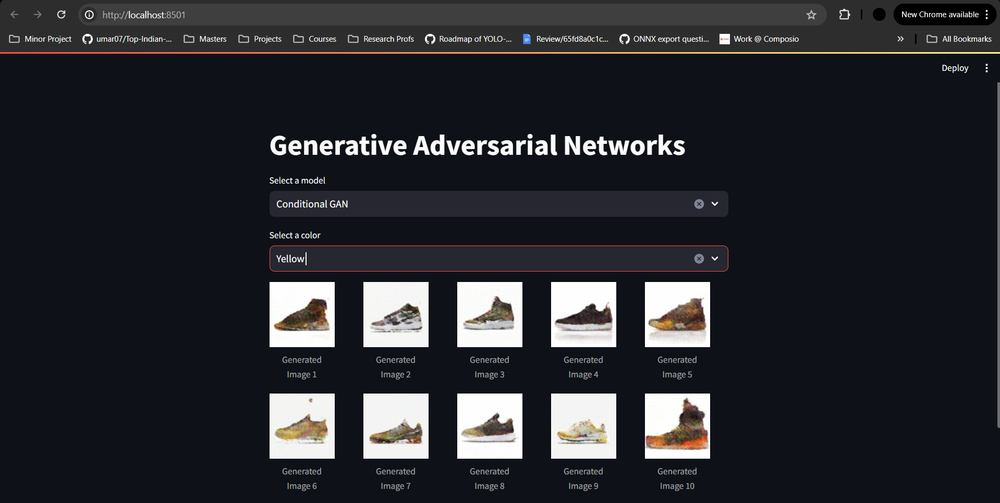 http://localhost:8501
New Chrome available
Minor Project
umar07/Top-Indian-...
Masters
Projects
Courses
Research Profs
Roadmap of YOLO-...
Review/65fd8a0c1c...
ONNX export questi...
Work @ Composio
All Bookmarks
Deploy
Generative Adversarial Networks
Select a model
Conditional GAN
Select a color
Yellow
Generated
Image 1
Generated
Image 2
Generated
Image 3
Generated
Image 4
Generated
Image 5
Generated
Image 6
Generated
Image 7
Generated
Image 8
Generated
Image 9
Generated
Image 10